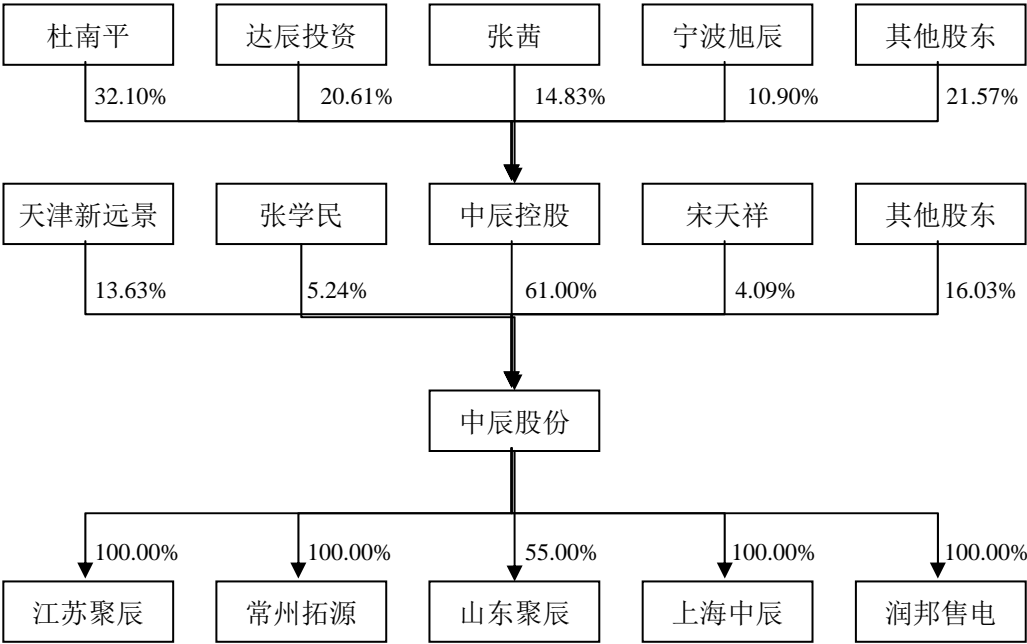 杜南平 达辰投资 张茜 宁波旭辰 其他股东
32.10% 20.61% 14.83% 10.90% 21.57%
天津新远景 张学民 中辰控股 宋天祥 其他股东
13.63% 5.24% 61.00% 4.09% 16.03%
中辰股份
100.00% 100.00% 55.00% 100.00% 100.00%
江苏聚辰 常州拓源 山东聚辰 上海中辰 润邦售电